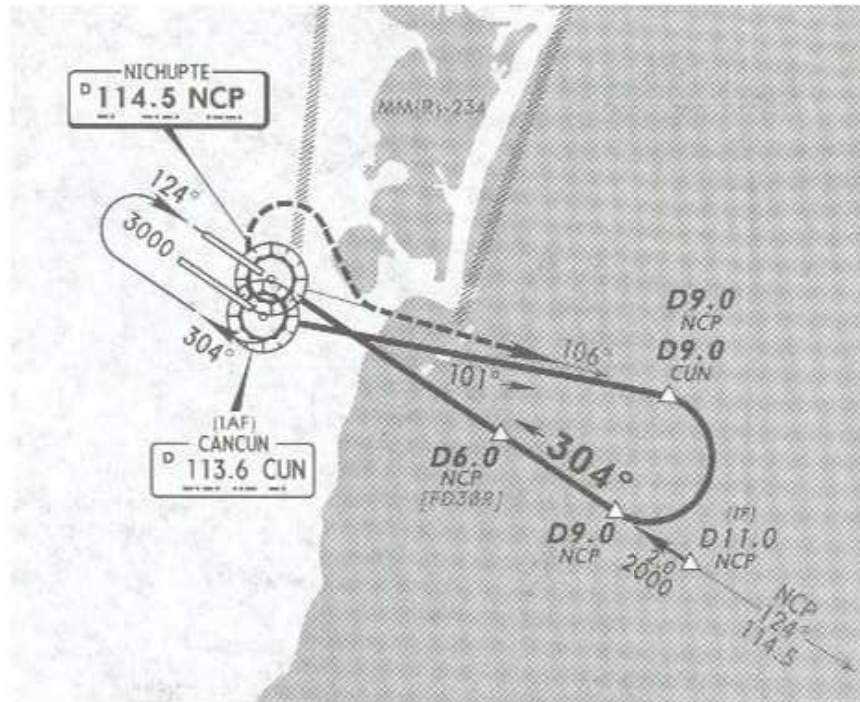 NICHUPTE
D 114.5 NCP
MM(R)-234
124°
3000
304°
(IAF)
CANCUN
D 113.6 CUN
D9.0
NCP
D9.0
CUN
106°
101°
304°
D6.0
NCP
[FD30R]
D9.0
NCP
(IF)
D11.0
NCP
2.0
2000
NCP
124°
114.5